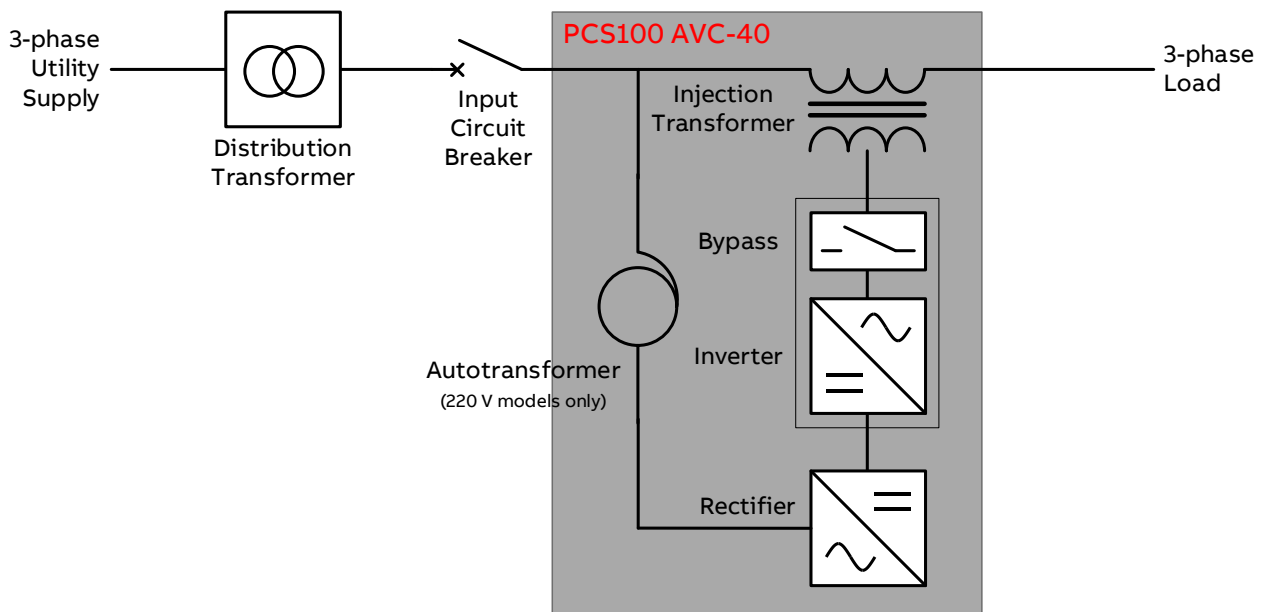 3-phase
Utility
Supply
Distribution
Transformer
Input
Circuit
Breaker
PCS100 AVC-40
Injection
Transformer
3-phase
Load
Bypass
Inverter
Autotransformer
(220 V models only)
Rectifier